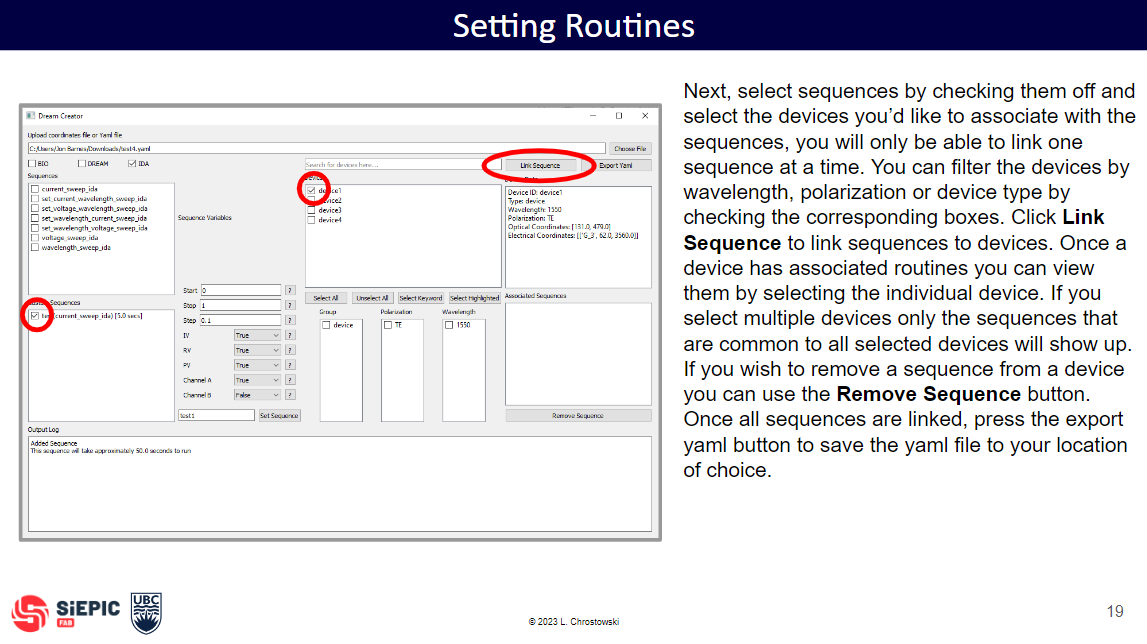 Setting Routines
Next, select sequences by checking them off and
select the devices you’d like to associate with the
sequences, you will only be able to link one
sequence at a time. You can filter the devices by
wavelength, polarization or device type by
checking the corresponding boxes. Click Link
Sequence to link sequences to devices. Once a
device has associated routines you can view
them by selecting the individual device. If you
select multiple devices only the sequences that
are common to all selected devices will show up.
If you wish to remove a sequence from a device
you can use the Remove Sequence button.
Once all sequences are linked, press the export
yaml button to save the yaml file to your location
of choice.
Dream Creator
Upload coordinates file or Yaml file
C:/Users/Jon Barnes/Downloads/test4.yaml
Choose File
EIO DREAM IDA
Search for devices here...
Link Sequence
Export Yaml
Sequences
current_sweep_ida
set_current_wavelength_sweep_ida
set_voltage_wavelength_sweep_ida
set_wavelength_current_sweep_ida
set_wavelength_voltage_sweep_ida
voltage_sweep_ida
wavelength_sweep_ida
Sequence Variables
device1
device3
device4
Device ID: device1
Type: device
Wavelength: 1550
Polarization: TE
Optical Coordinates: [131.0, 479.0]
Electrical Coordinates: [['G_3', 62.0, 3560.0]]
Sequences
(current_sweep_ida) [5.0 secs]
Start 0 ?
Stop 1 ?
Step 0.1 ?
IV True ?
RV True ?
PV True ?
Channel A True ?
Channel B False ?
test1
Set Sequence
Select All Unselect All Select Keyword Select Highlighted
Group Polarization Wavelength
device TE 1550
Associated Sequences
Remove Sequence
Output Log
Added Sequence
This sequence will take approximately 50.0 seconds to run
SiEPIC
FAB
UBC
© 2023 L. Chrostowski
19